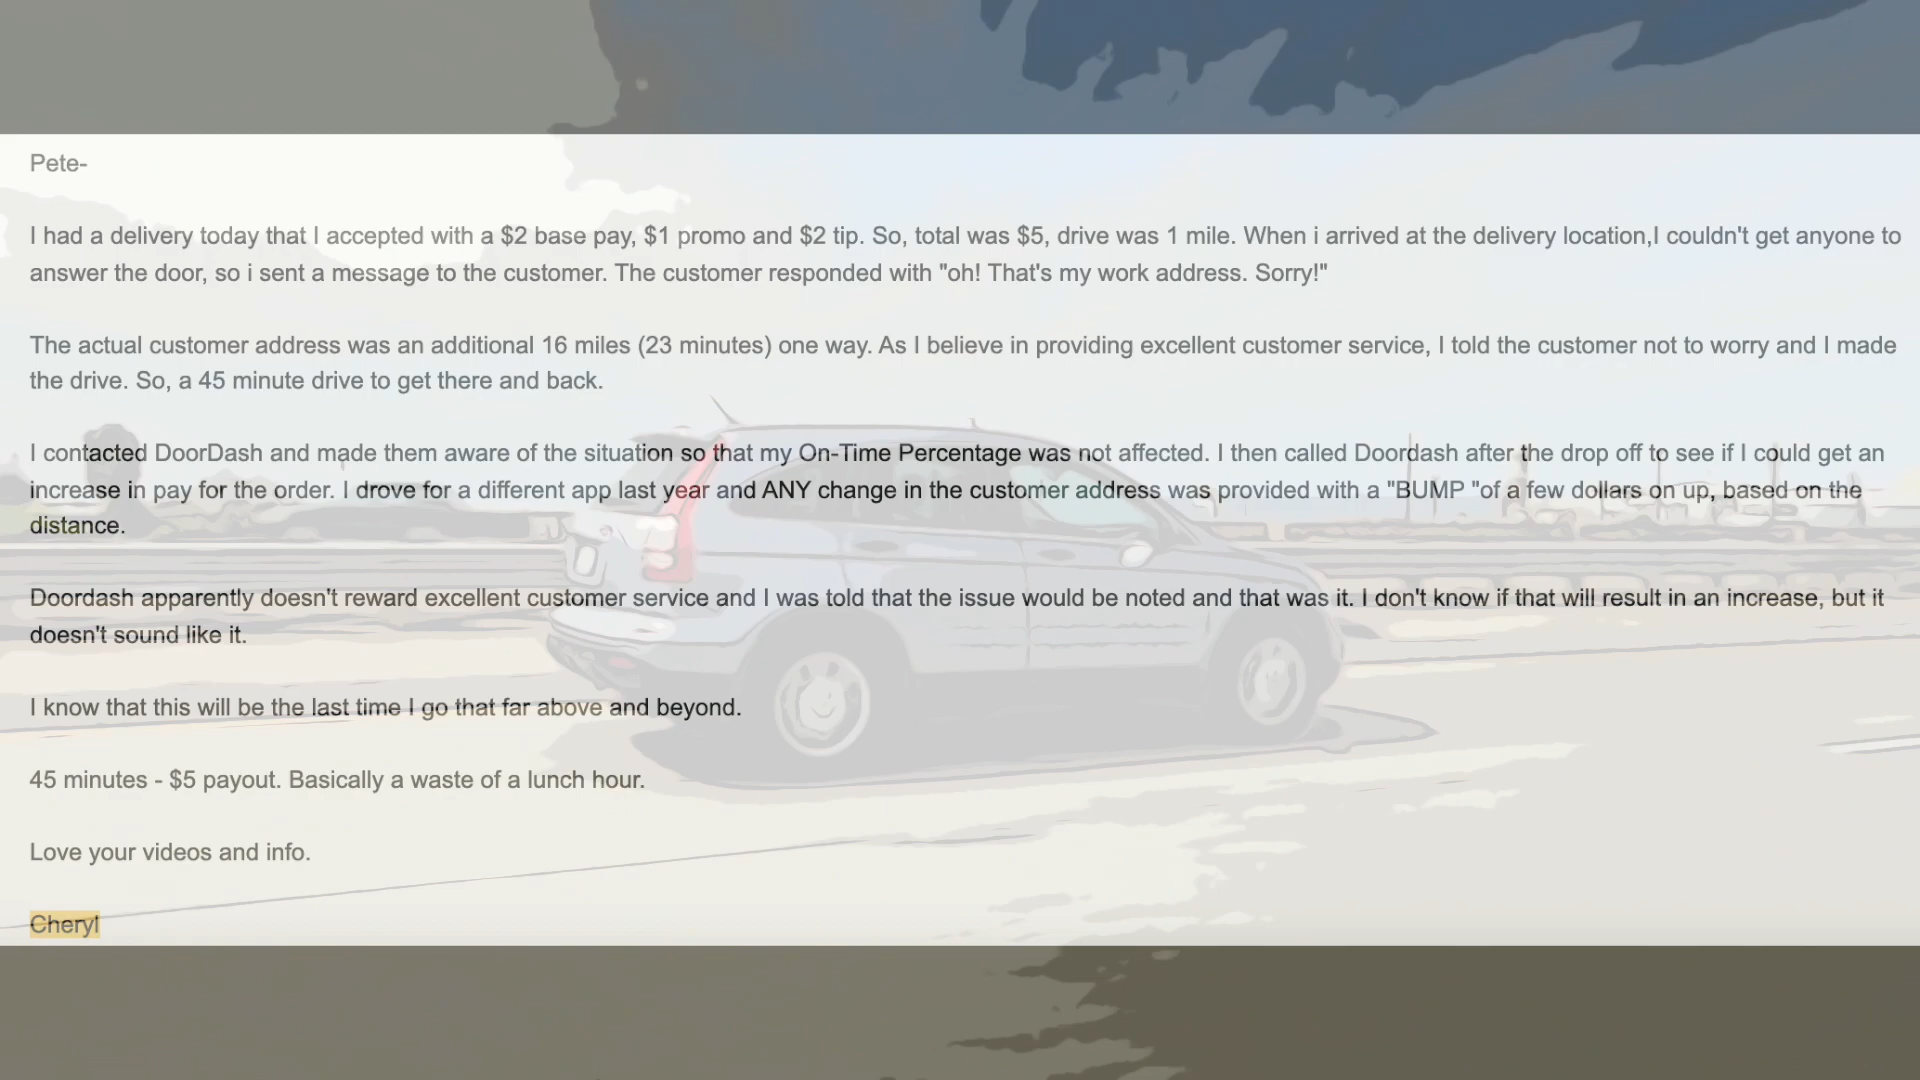 Pete-
I had a delivery today that I accepted with a $2 base pay, $1 promo and $2 tip. So, total was $5, drive was 1 mile. When i arrived at the delivery location,I couldn't get anyone to
answer the door, so i sent a message to the customer. The customer responded with "oh! That's my work address. Sorry!"
The actual customer address was an additional 16 miles (23 minutes) one way. As I believe in providing excellent customer service, I told the customer not to worry and I made
the drive. So, a 45 minute drive to get there and back.
I contacted DoorDash and made them aware of the situation so that my On-Time Percentage was not affected. I then called Doordash after the drop off to see if I could get an
increase in pay for the order. I drove for a different app last year and ANY change in the customer address was provided with a "BUMP "of a few dollars on up, based on the
distance.
Doordash apparently doesn't reward excellent customer service and I was told that the issue would be noted and that was it. I don't know if that will result in an increase, but it
doesn't sound like it.
I know that this will be the last time I go that far above and beyond.
45 minutes - $5 payout. Basically a waste of a lunch hour.
Love your videos and info.
Cheryl